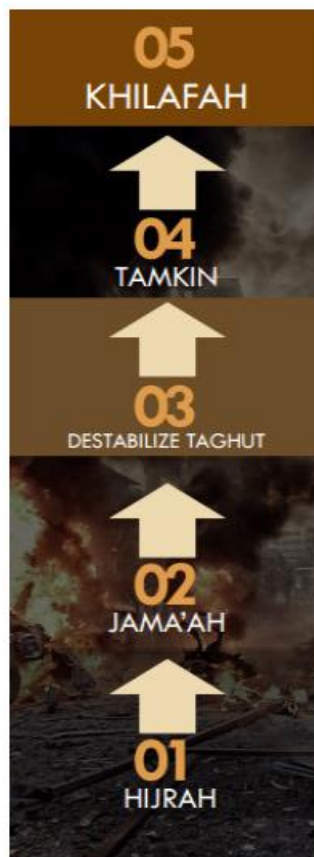 05
KHILAFAH
04
TAMKIN
03
DESTABILIZE TAGHUT
02
JAMA'AH
01
HIJRAH